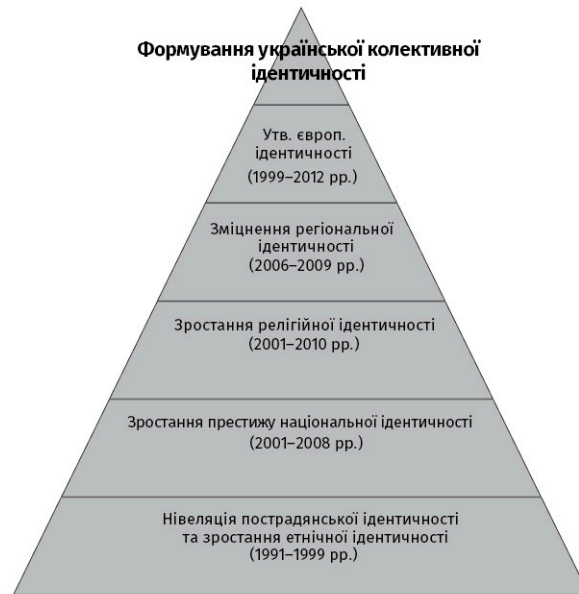 Формування української колективної
ідентичності
Утв. європ.
ідентичності
(1999–2012 рр.)
Зміцнення регіональної
ідентичності
(2006–2009 рр.)
Зростання релігійної ідентичності
(2001–2010 рр.)
Зростання престижу національної ідентичності
(2001–2008 рр.)
Нівеляція пострадянської ідентичності
та зростання етнічної ідентичності
(1991–1999 рр.)